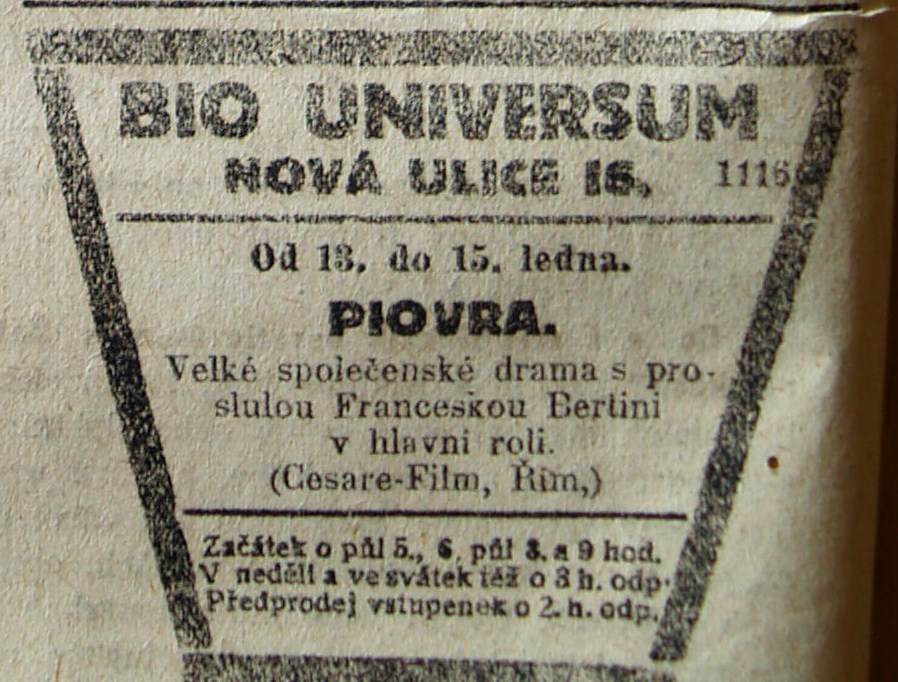 BIO UNIVERSUM
NOVÁ ULICE 16, 1116
Od 13. do 15. ledna.
PIOVRA.
Velké společenské drama s pro-
slulou Franceskou Bertini
v hlavní roli.
(Cesare-Film, Řím,)
Začátek o půl 5., 6, půl 8. a 9 hod.
V neděli a ve svátek též o 3 h. odp.
Předprodej vstupenek o 2. h. odp.